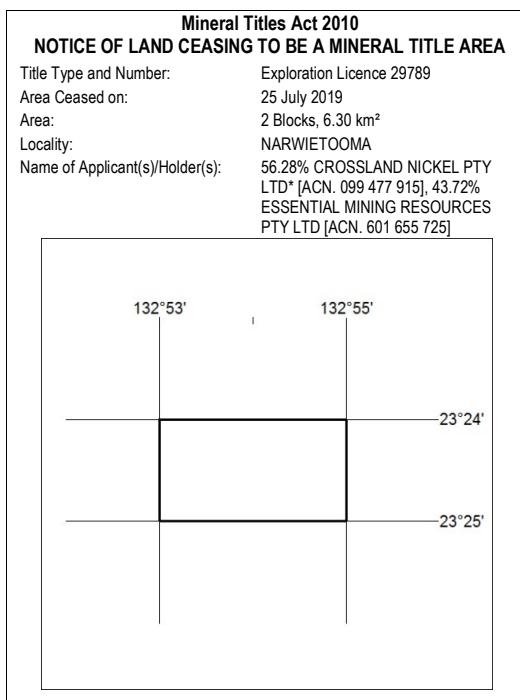 Mineral Titles Act 2010
NOTICE OF LAND CEASING TO BE A MINERAL TITLE AREA
Title Type and Number: Exploration Licence 29789
Area Ceased on: 25 July 2019
Area: 2 Blocks, 6.30 km²
Locality: NARWIETOOMA
Name of Applicant(s)/Holder(s): 56.28% CROSSLAND NICKEL PTY
LTD* [ACN. 099 477 915], 43.72%
ESSENTIAL MINING RESOURCES
PTY LTD [ACN. 601 655 725]
132°53' 132°55'
23°24'
23°25'